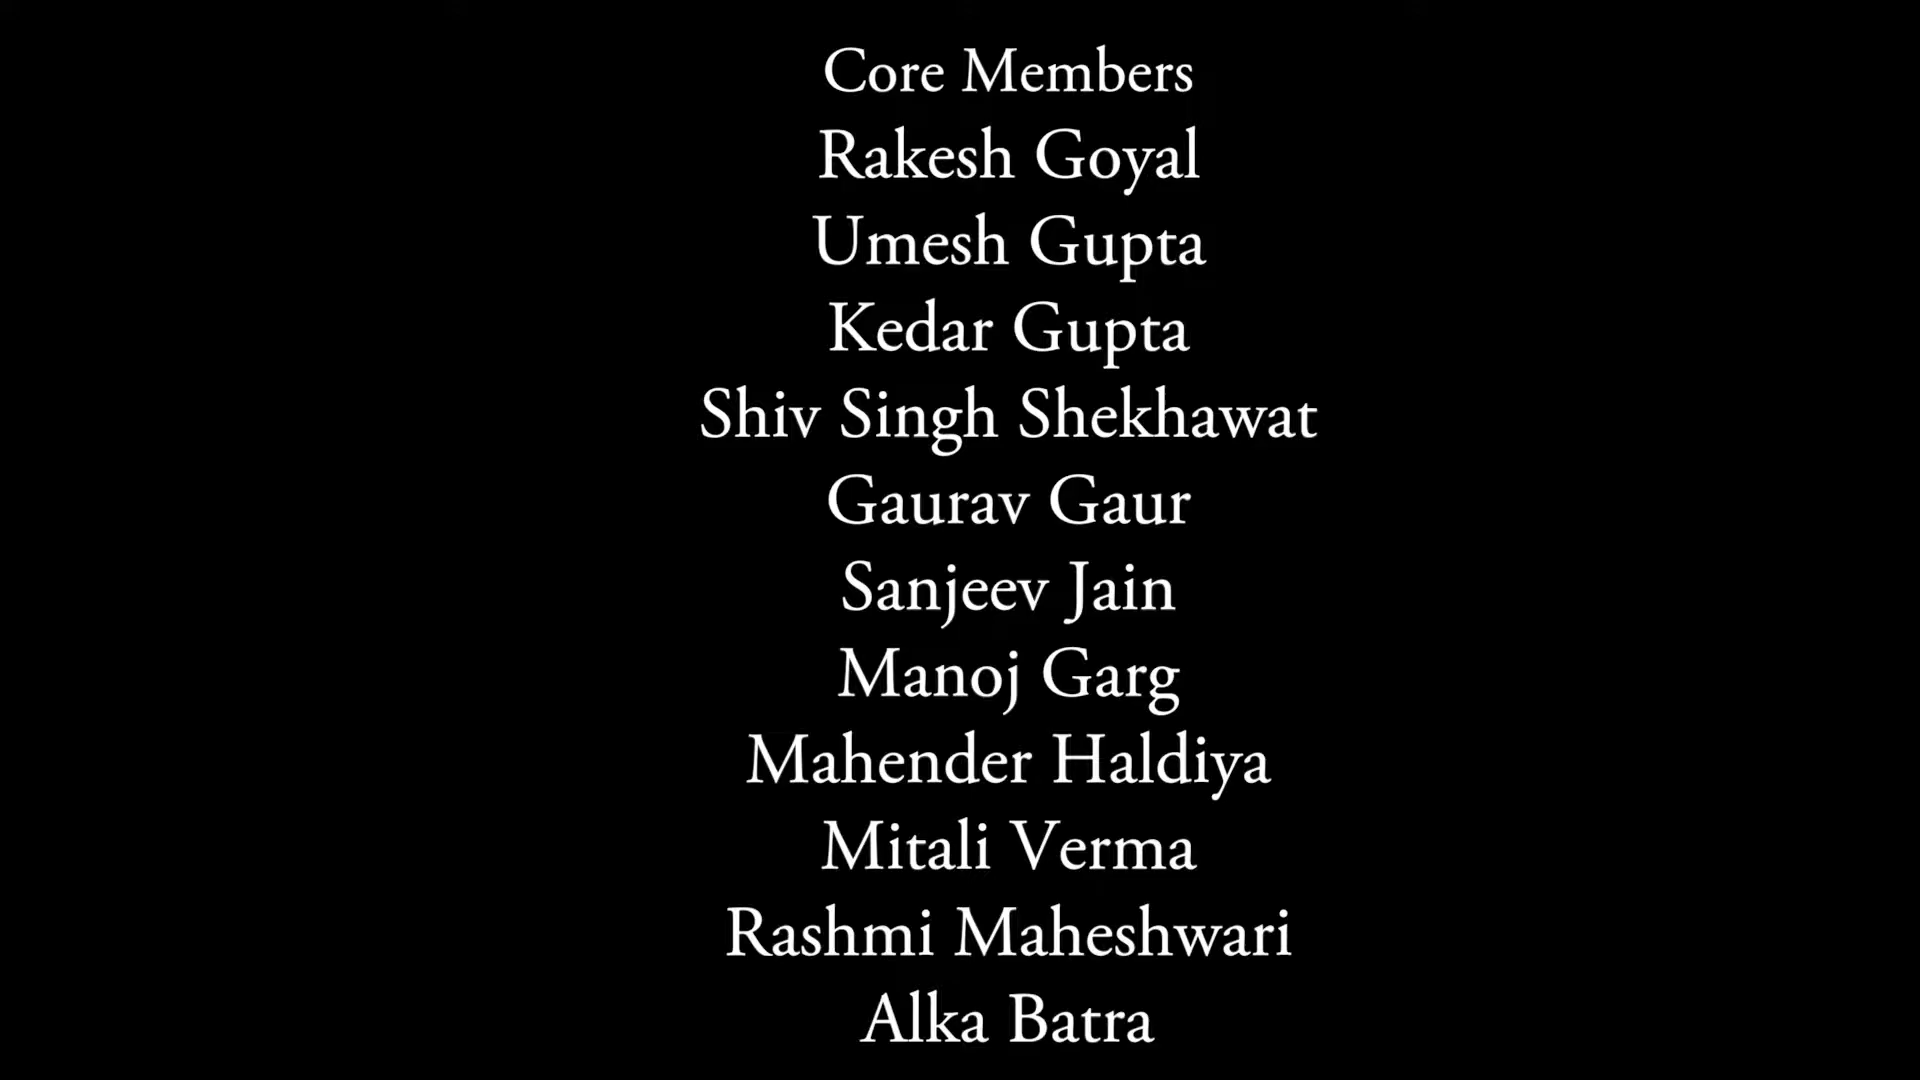 Core Members
Rakesh Goyal
Umesh Gupta
Kedar Gupta
Shiv Singh Shekhawat
Gaurav Gaur
Sanjeev Jain
Manoj Garg
Mahender Haldiya
Mitali Verma
Rashmi Maheshwari
Alka Batra